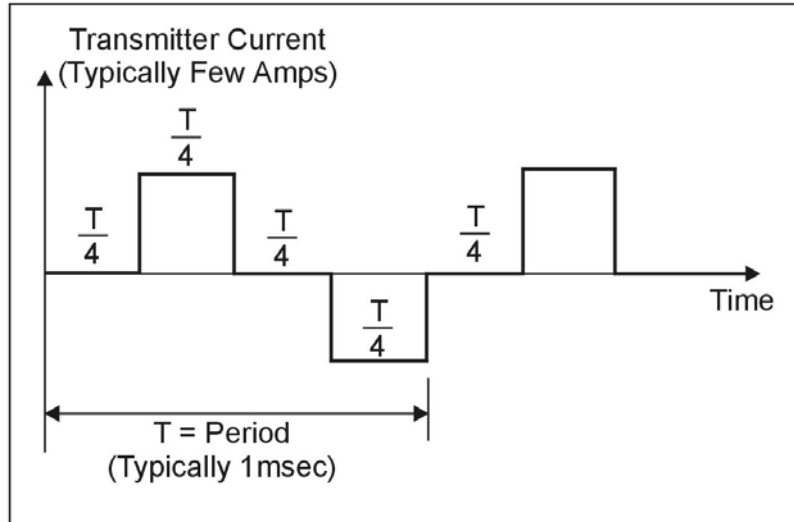 Transmitter Current
(Typically Few Amps)
T
4
T
4
T
4
T
4
T
4
Time
T = Period
(Typically 1msec)